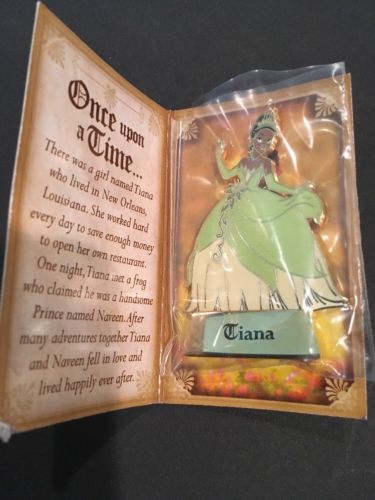 Once upon
a Time...
There was a girl named Tiana
who lived in New Orleans,
Louisiana. She worked hard
every day to save enough money
to open her own restaurant.
One night, Tiana met a frog
who claimed he was a handsome
Prince named Naveen. After
many adventures together Tiana
and Naveen fell in love and
lived happily ever after.
Tiana